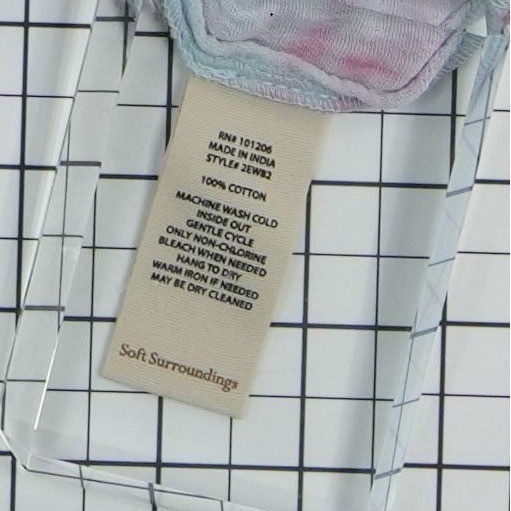 RN# 101206
MADE IN INDIA
STYLE# 2EWB2
100% COTTON
MACHINE WASH COLD
INSIDE OUT
GENTLE CYCLE
ONLY NON-CHLORINE
BLEACH WHEN NEEDED
HANG TO DRY
WARM IRON IF NEEDED
MAY BE DRY CLEANED
Soft Surroundings